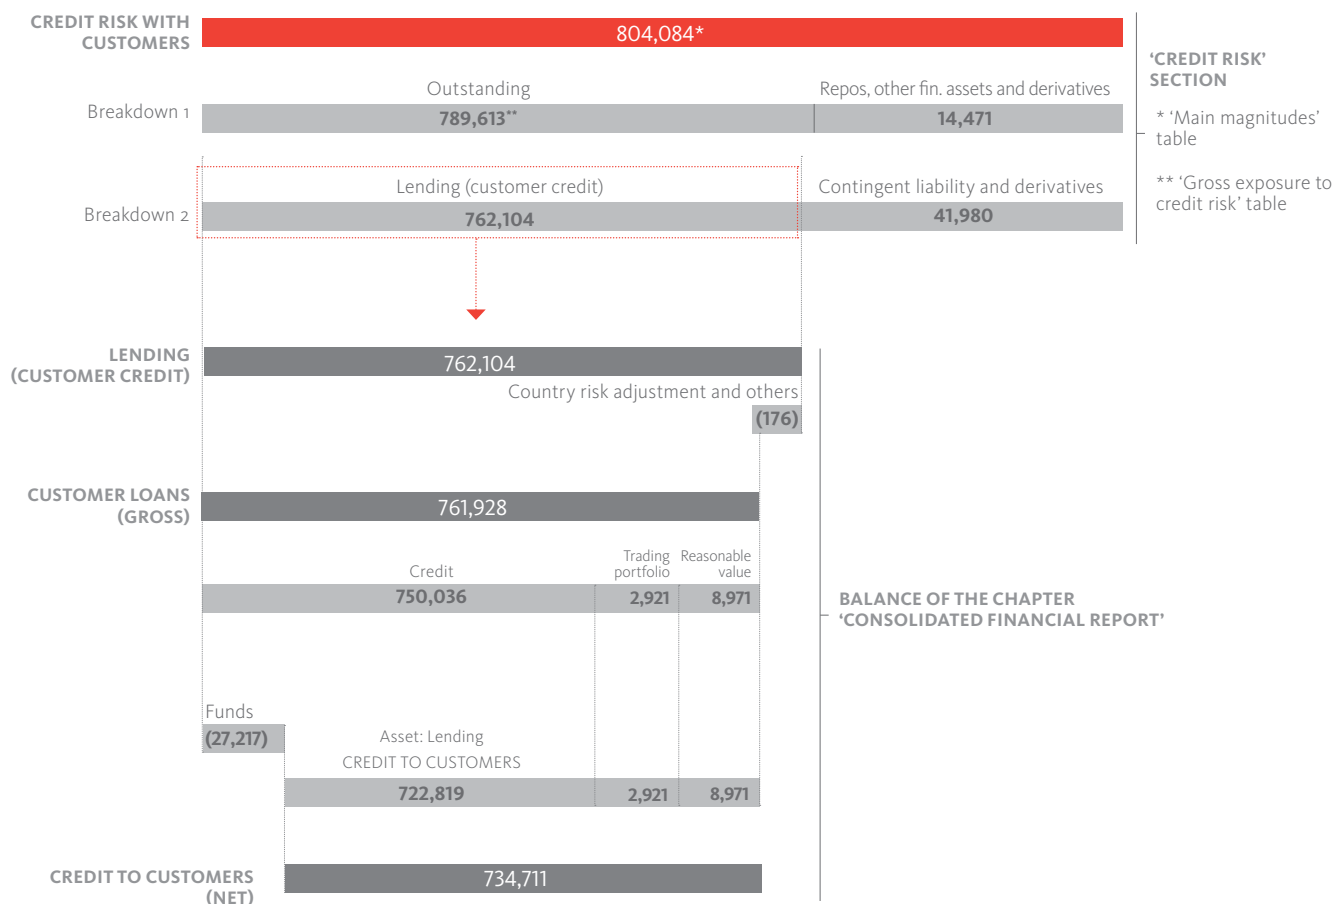 CREDIT RISK WITH
CUSTOMERS
804,084*
‘CREDIT RISK’
SECTION
* ‘Main magnitudes’
table
** ‘Gross exposure to
credit risk’ table
Outstanding
Repos, other fin. assets and derivatives
Breakdown 1
789,613**
14,471
Lending (customer credit)
Contingent liability and derivatives
Breakdown 2
762,104
41,980
LENDING
(CUSTOMER CREDIT)
762,104
Country risk adjustment and others
(176)
CUSTOMER LOANS
(GROSS)
761,928
Credit
Trading
portfolio
Reasonable
value
750,036
2,921
8,971
BALANCE OF THE CHAPTER
‘CONSOLIDATED FINANCIAL REPORT’
Funds
(27,217)
Asset: Lending
CREDIT TO CUSTOMERS
722,819
2,921
8,971
CREDIT TO CUSTOMERS
(NET)
734,711